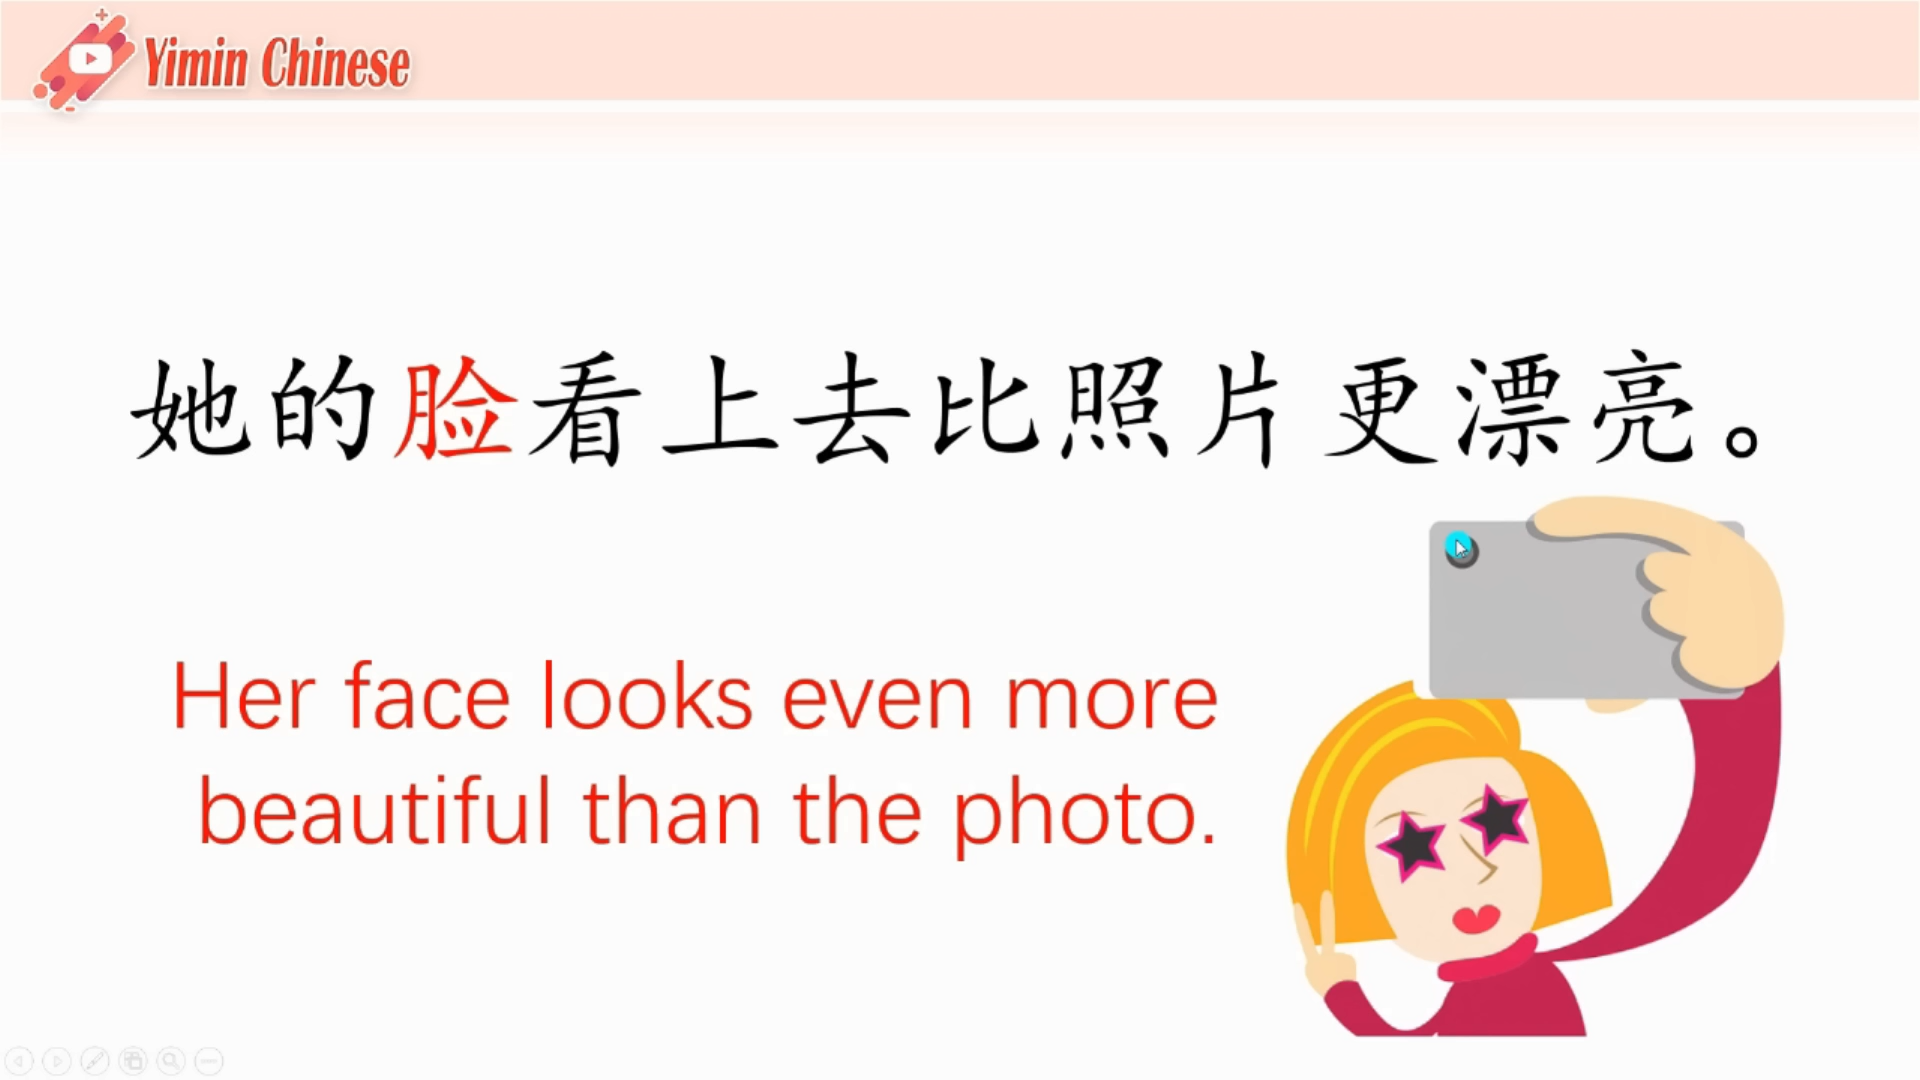 Yimin Chinese
她的脸看上去比照片更漂亮。
Her face looks even more
beautiful than the photo.